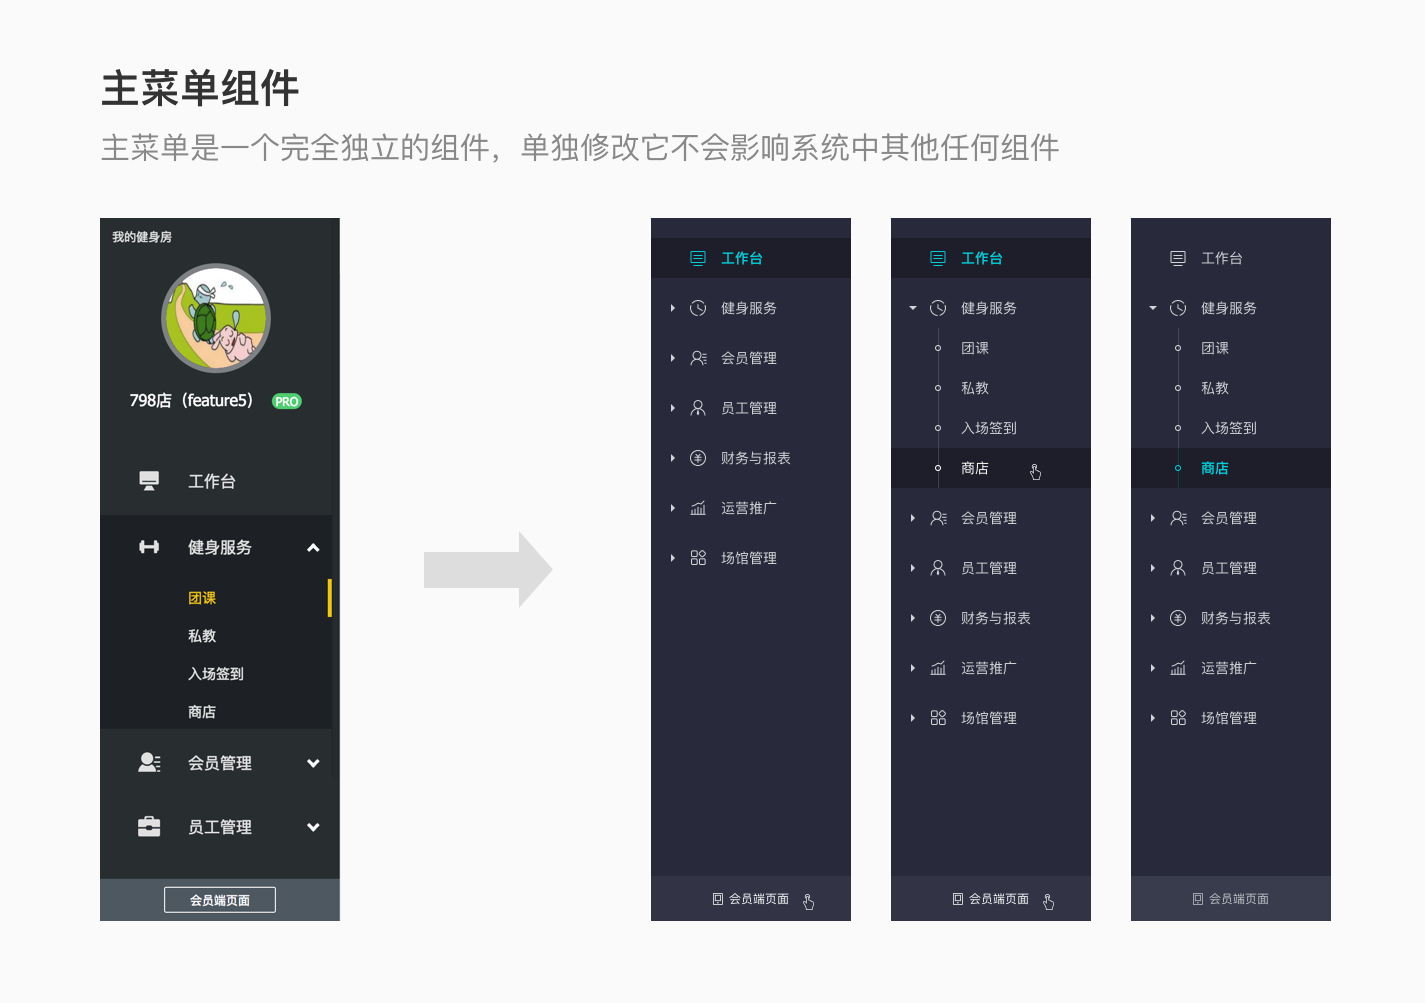 主菜单组件
主菜单是一个完全独立的组件，单独修改它不会影响系统中其他任何组件
我的健身房
798店（feature5） PRO
工作台
健身服务
团课
私教
入场签到
商店
会员管理
员工管理
会员端页面
工作台
健身服务
会员管理
员工管理
财务与报表
运营推广
场馆管理
会员端页面
工作台
健身服务
团课
私教
入场签到
商店
会员管理
员工管理
财务与报表
运营推广
场馆管理
会员端页面
工作台
健身服务
团课
私教
入场签到
商店
会员管理
员工管理
财务与报表
运营推广
场馆管理
会员端页面